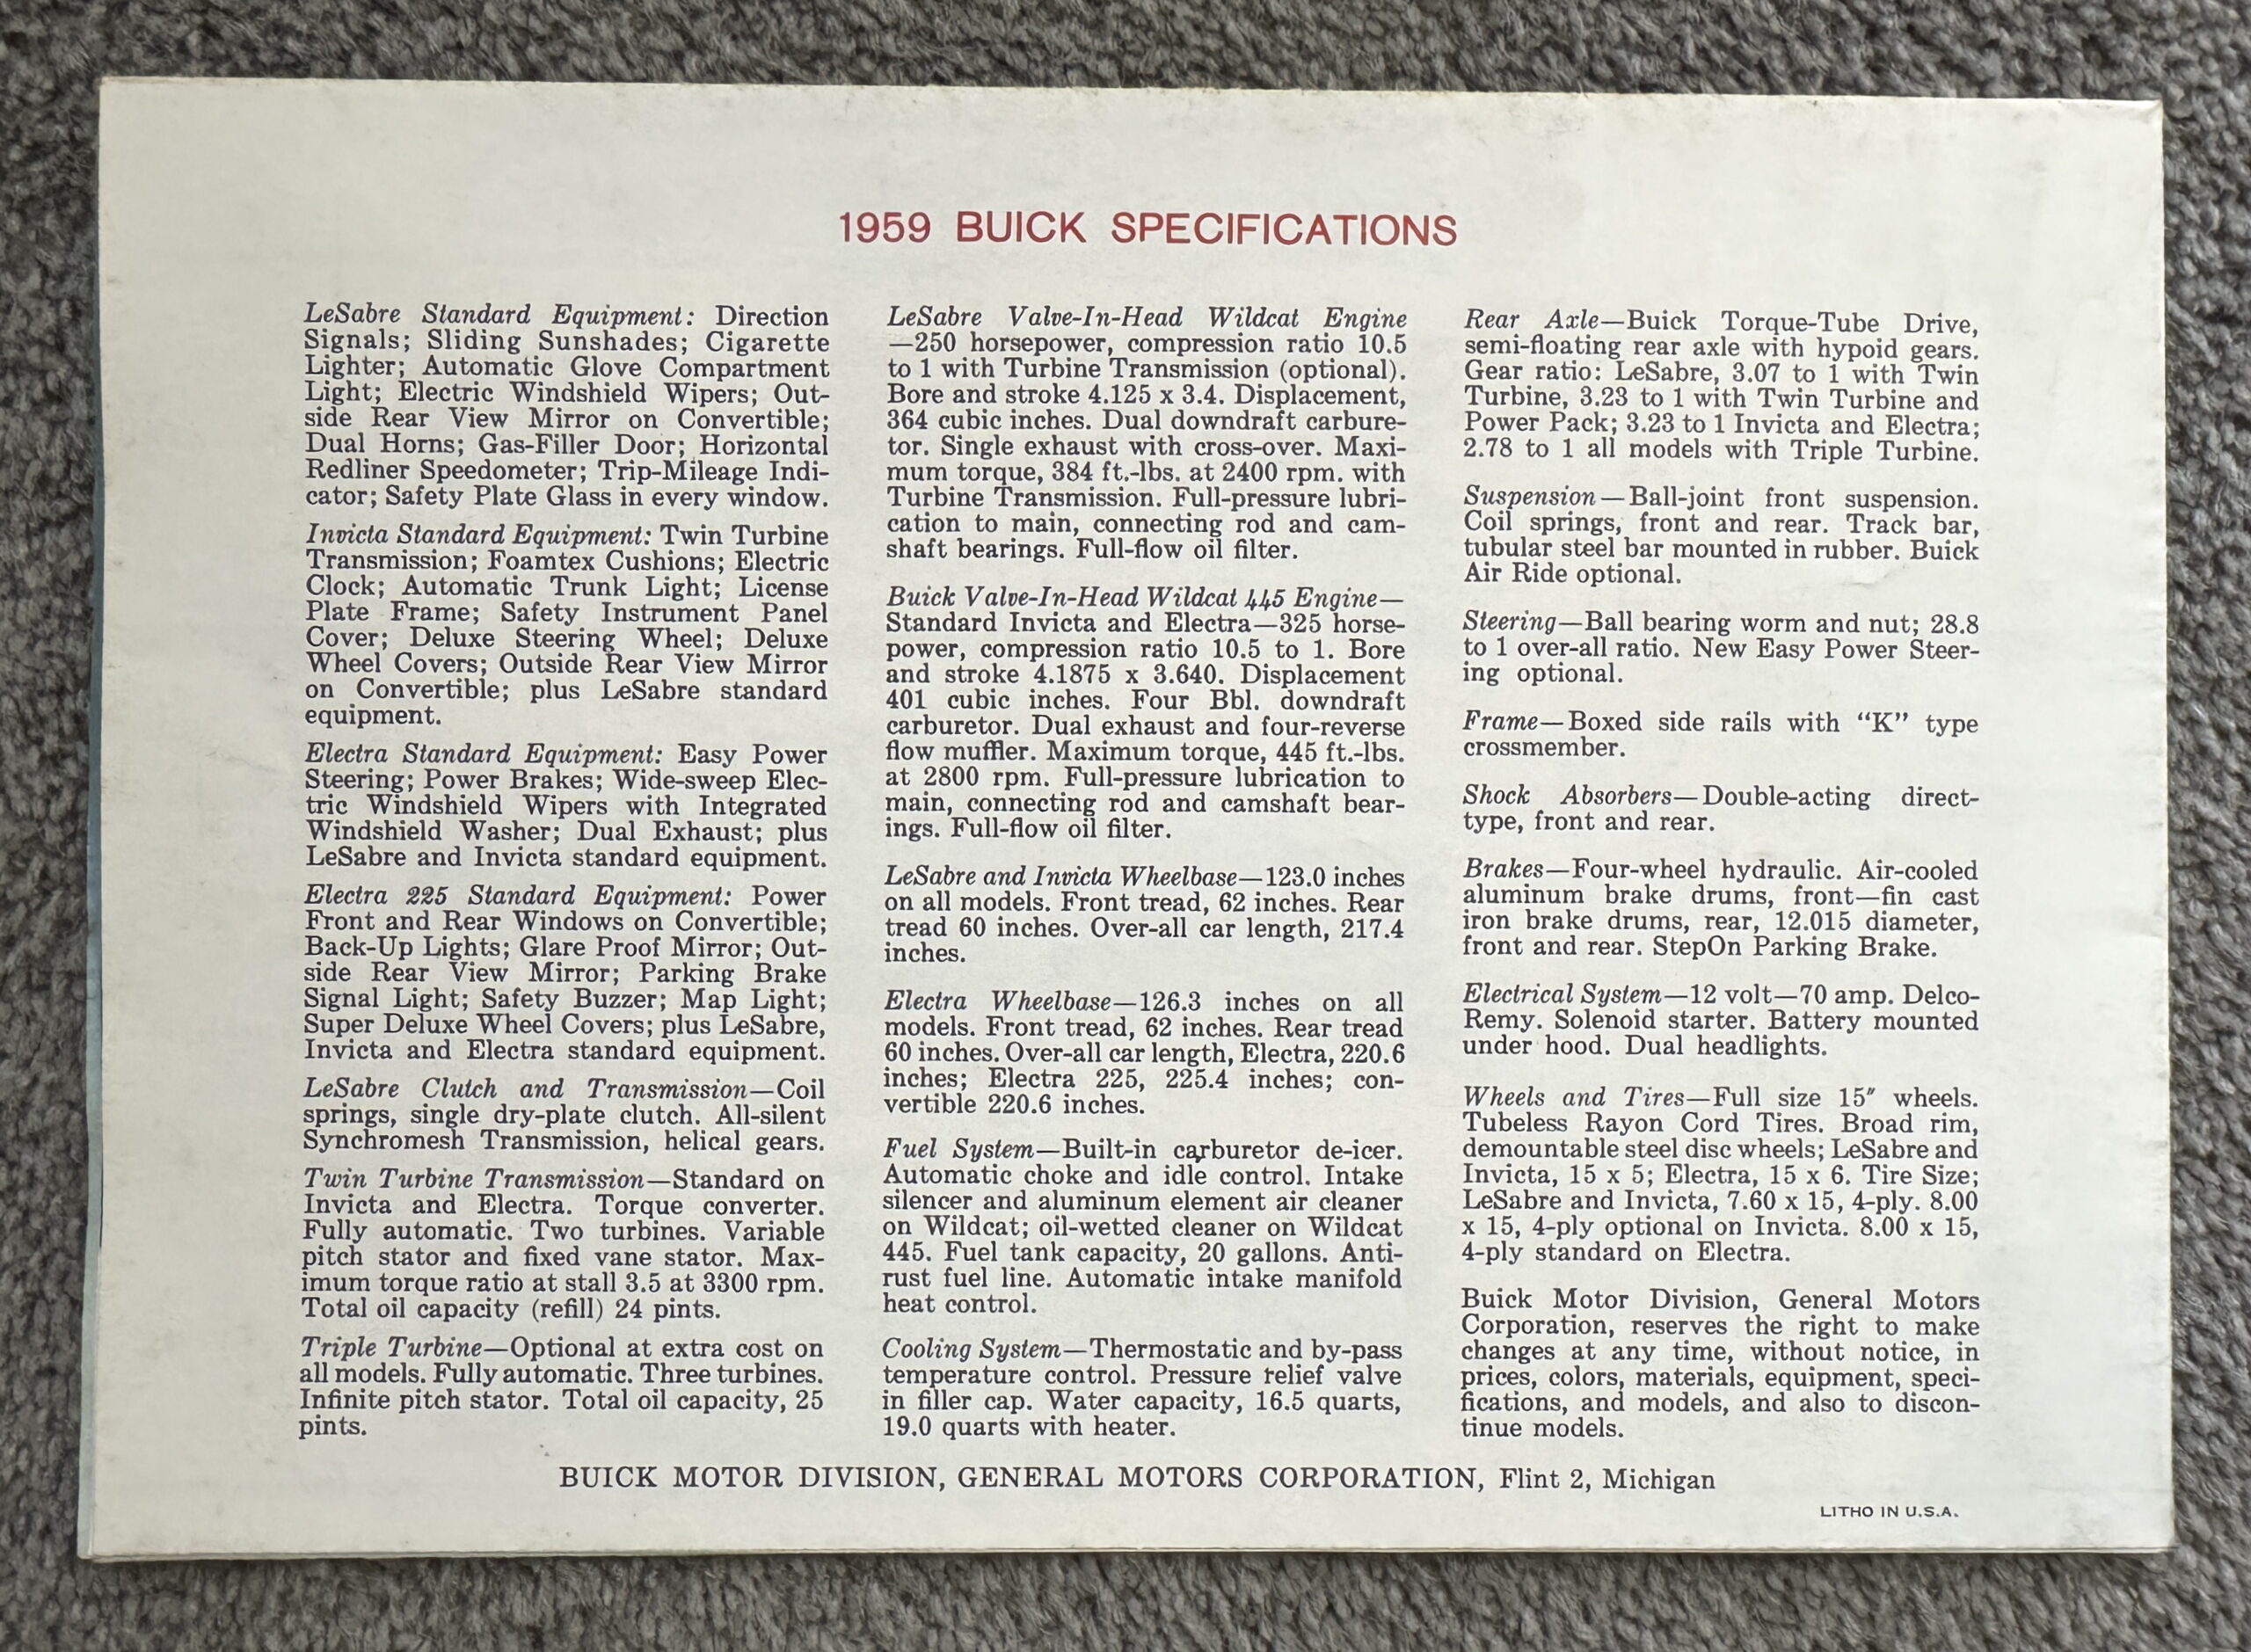 1959 BUICK SPECIFICATIONS
LeSabre Standard Equipment: Direction
Signals; Sliding Sunshades; Cigarette
Lighter; Automatic Glove Compartment
Light; Electric Windshield Wipers; Out-
side Rear View Mirror on Convertible;
Dual Horns; Gas-Filler Door; Horizontal
Redliner Speedometer; Trip-Mileage Indi-
cator; Safety Plate Glass in every window.
Invicta Standard Equipment: Twin Turbine
Transmission; Foamtex Cushions; Electric
Clock; Automatic Trunk Light; License
Plate Frame; Safety Instrument Panel
Cover; Deluxe Steering Wheel; Deluxe
Wheel Covers; Outside Rear View Mirror
on Convertible; plus LeSabre standard
equipment.
Electra Standard Equipment: Easy Power
Steering; Power Brakes; Wide-sweep Elec-
tric Windshield Wipers with Integrated
Windshield Washer; Dual Exhaust; plus
LeSabre and Invicta standard equipment.
Electra 225 Standard Equipment: Power
Front and Rear Windows on Convertible;
Back-Up Lights; Glare Proof Mirror; Out-
side Rear View Mirror; Parking Brake
Signal Light; Safety Buzzer; Map Light;
Super Deluxe Wheel Covers; plus LeSabre,
Invicta and Electra standard equipment.
LeSabre Clutch and Transmission—Coil
springs, single dry-plate clutch. All-silent
Synchromesh Transmission, helical gears.
Twin Turbine Transmission—Standard on
Invicta and Electra. Torque converter.
Fully automatic. Two turbines. Variable
pitch stator and fixed vane stator. Max-
imum torque ratio at stall 3.5 at 3300 rpm.
Total oil capacity (refill) 24 pints.
Triple Turbine—Optional at extra cost on
all models. Fully automatic. Three turbines.
Infinite pitch stator. Total oil capacity, 25
pints.
LeSabre Valve-In-Head Wildcat Engine
—250 horsepower, compression ratio 10.5
to 1 with Turbine Transmission (optional).
Bore and stroke 4.125 x 3.4. Displacement,
364 cubic inches. Dual downdraft carbure-
tor. Single exhaust with cross-over. Maxi-
mum torque, 384 ft.-lbs. at 2400 rpm. with
Turbine Transmission. Full-pressure lubri-
cation to main, connecting rod and cam-
shaft bearings. Full-flow oil filter.
Buick Valve-In-Head Wildcat 445 Engine—
Standard Invicta and Electra—325 horse-
power, compression ratio 10.5 to 1. Bore
and stroke 4.1875 x 3.640. Displacement
401 cubic inches. Four Bbl. downdraft
carburetor. Dual exhaust and four-reverse
flow muffler. Maximum torque, 445 ft.-lbs.
at 2800 rpm. Full-pressure lubrication to
main, connecting rod and camshaft bear-
ings. Full-flow oil filter.
LeSabre and Invicta Wheelbase—123.0 inches
on all models. Front tread, 62 inches. Rear
tread 60 inches. Over-all car length, 217.4
inches.
Electra Wheelbase—126.3 inches on all
models. Front tread, 62 inches. Rear tread
60 inches. Over-all car length, Electra, 220.6
inches; Electra 225, 225.4 inches; con-
vertible 220.6 inches.
Fuel System—Built-in carburetor de-icer.
Automatic choke and idle control. Intake
silencer and aluminum element air cleaner
on Wildcat; oil-wetted cleaner on Wildcat
445. Fuel tank capacity, 20 gallons. Anti-
rust fuel line. Automatic intake manifold
heat control.
Cooling System—Thermostatic and by-pass
temperature control. Pressure relief valve
in filler cap. Water capacity, 16.5 quarts,
19.0 quarts with heater.
Rear Axle—Buick Torque-Tube Drive,
semi-floating rear axle with hypoid gears.
Gear ratio: LeSabre, 3.07 to 1 with Twin
Turbine, 3.23 to 1 with Twin Turbine and
Power Pack; 3.23 to 1 Invicta and Electra;
2.78 to 1 all models with Triple Turbine.
Suspension—Ball-joint front suspension.
Coil springs, front and rear. Track bar,
tubular steel bar mounted in rubber. Buick
Air Ride optional.
Steering—Ball bearing worm and nut; 28.8
to 1 over-all ratio. New Easy Power Steer-
ing optional.
Frame—Boxed side rails with “K” type
crossmember.
Shock Absorbers—Double-acting direct-
type, front and rear.
Brakes—Four-wheel hydraulic. Air-cooled
aluminum brake drums, front—fin cast
iron brake drums, rear, 12.015 diameter,
front and rear. StepOn Parking Brake.
Electrical System—12 volt—70 amp. Delco-
Remy. Solenoid starter. Battery mounted
under hood. Dual headlights.
Wheels and Tires—Full size 15″ wheels.
Tubeless Rayon Cord Tires. Broad rim,
demountable steel disc wheels; LeSabre and
Invicta, 15 x 5; Electra, 15 x 6. Tire Size;
LeSabre and Invicta, 7.60 x 15, 4-ply. 8.00
x 15, 4-ply optional on Invicta. 8.00 x 15,
4-ply standard on Electra.
Buick Motor Division, General Motors
Corporation, reserves the right to make
changes at any time, without notice, in
prices, colors, materials, equipment, speci-
fications, and models, and also to discon-
tinue models.
BUICK MOTOR DIVISION, GENERAL MOTORS CORPORATION, Flint 2, Michigan
LITHO IN U.S.A.